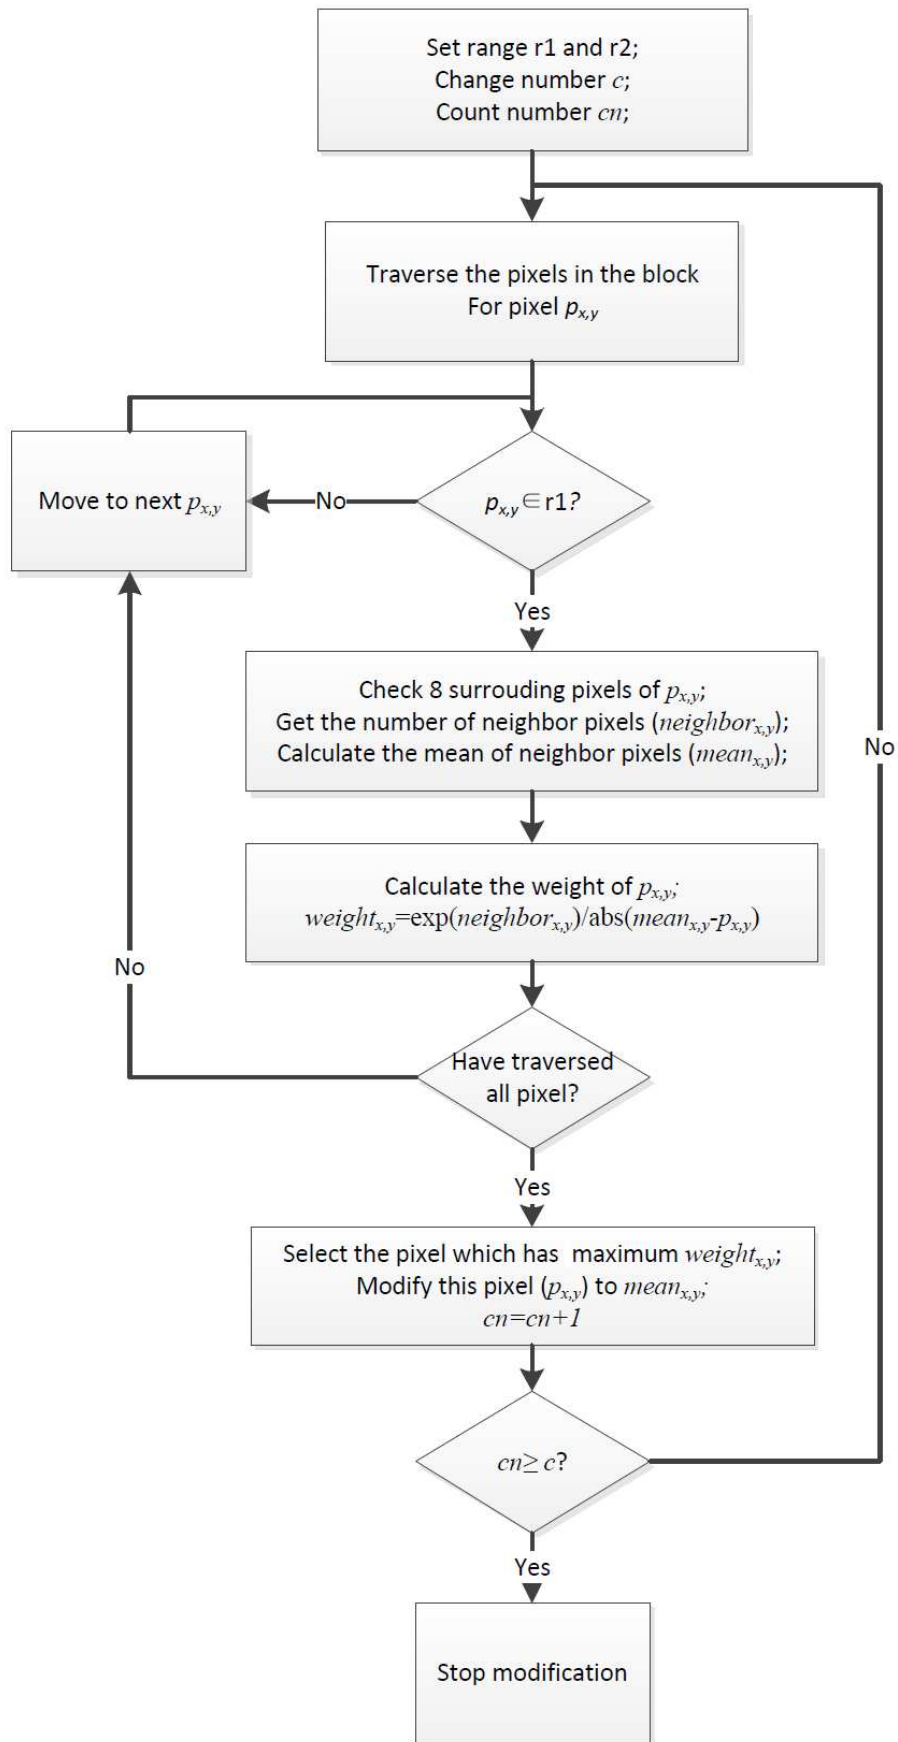 Set range r1 and r2;
Change number c;
Count number cn;
Traverse the pixels in the block
For pixel px,y
Move to next px,y
No
px,y∈r1?
Yes
Check 8 surrouding pixels of px,y;
Get the number of neighbor pixels (neighborx,y);
Calculate the mean of neighbor pixels (meanx,y);
No
Calculate the weight of px,y;
weightx,y=exp(neighborx,y)/abs(meanx,y-px,y)
No
Have traversed
all pixel?
Yes
Select the pixel which has maximum weightx,y;
Modify this pixel (px,y) to meanx,y;
cn=cn+1
cn≥ c?
Yes
Stop modification